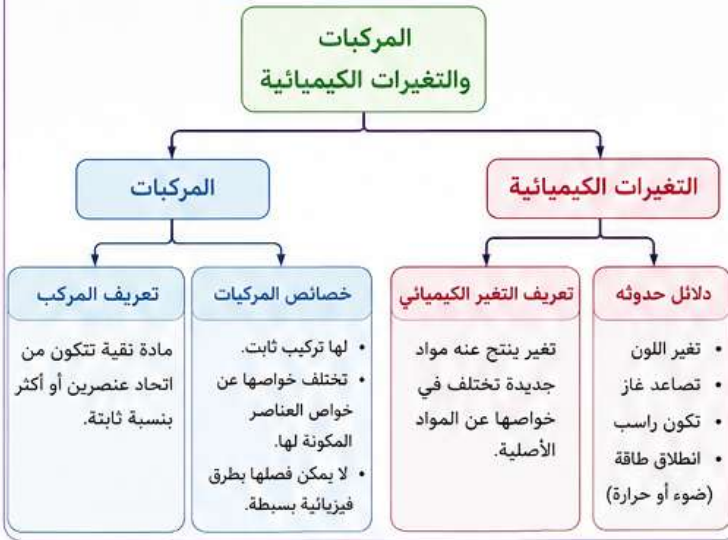 المركبات
والتغيرات الكيميائية
التغيرات الكيميائية
المركبات
دلائل حدوثه
• تغير اللون
• تصاعد غاز
• تكون راسب
• انطلاق طاقة
(ضوء أو حرارة)
تعريف التغير الكيميائي
تغير ينتج عنه مواد
جديدة تختلف في
خواصها عن المواد
الأصلية.
خصائص المركبات
• لها تركيب ثابت.
• تختلف خواصها عن
خواص العناصر
المكونة لها.
• لا يمكن فصلها بطرق
فيزيائية بسيطة.
تعريف المركب
مادة نقية تتكون من
اتحاد عنصرين أو أكثر
بنسبة ثابتة.